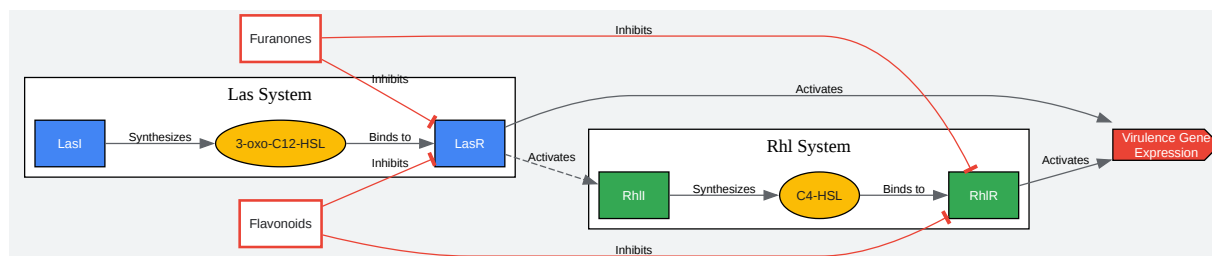 Furanones
Inhibits
Inhibits
Las System
Activates
LasI
Synthesizes
3-oxo-C12-HSL
Binds to
LasR
Virulence Gene
Expression
Rhl System
Inhibits
Activates
Activates
RhlI
Synthesizes
C4-HSL
Binds to
RhlR
Flavonoids
Inhibits